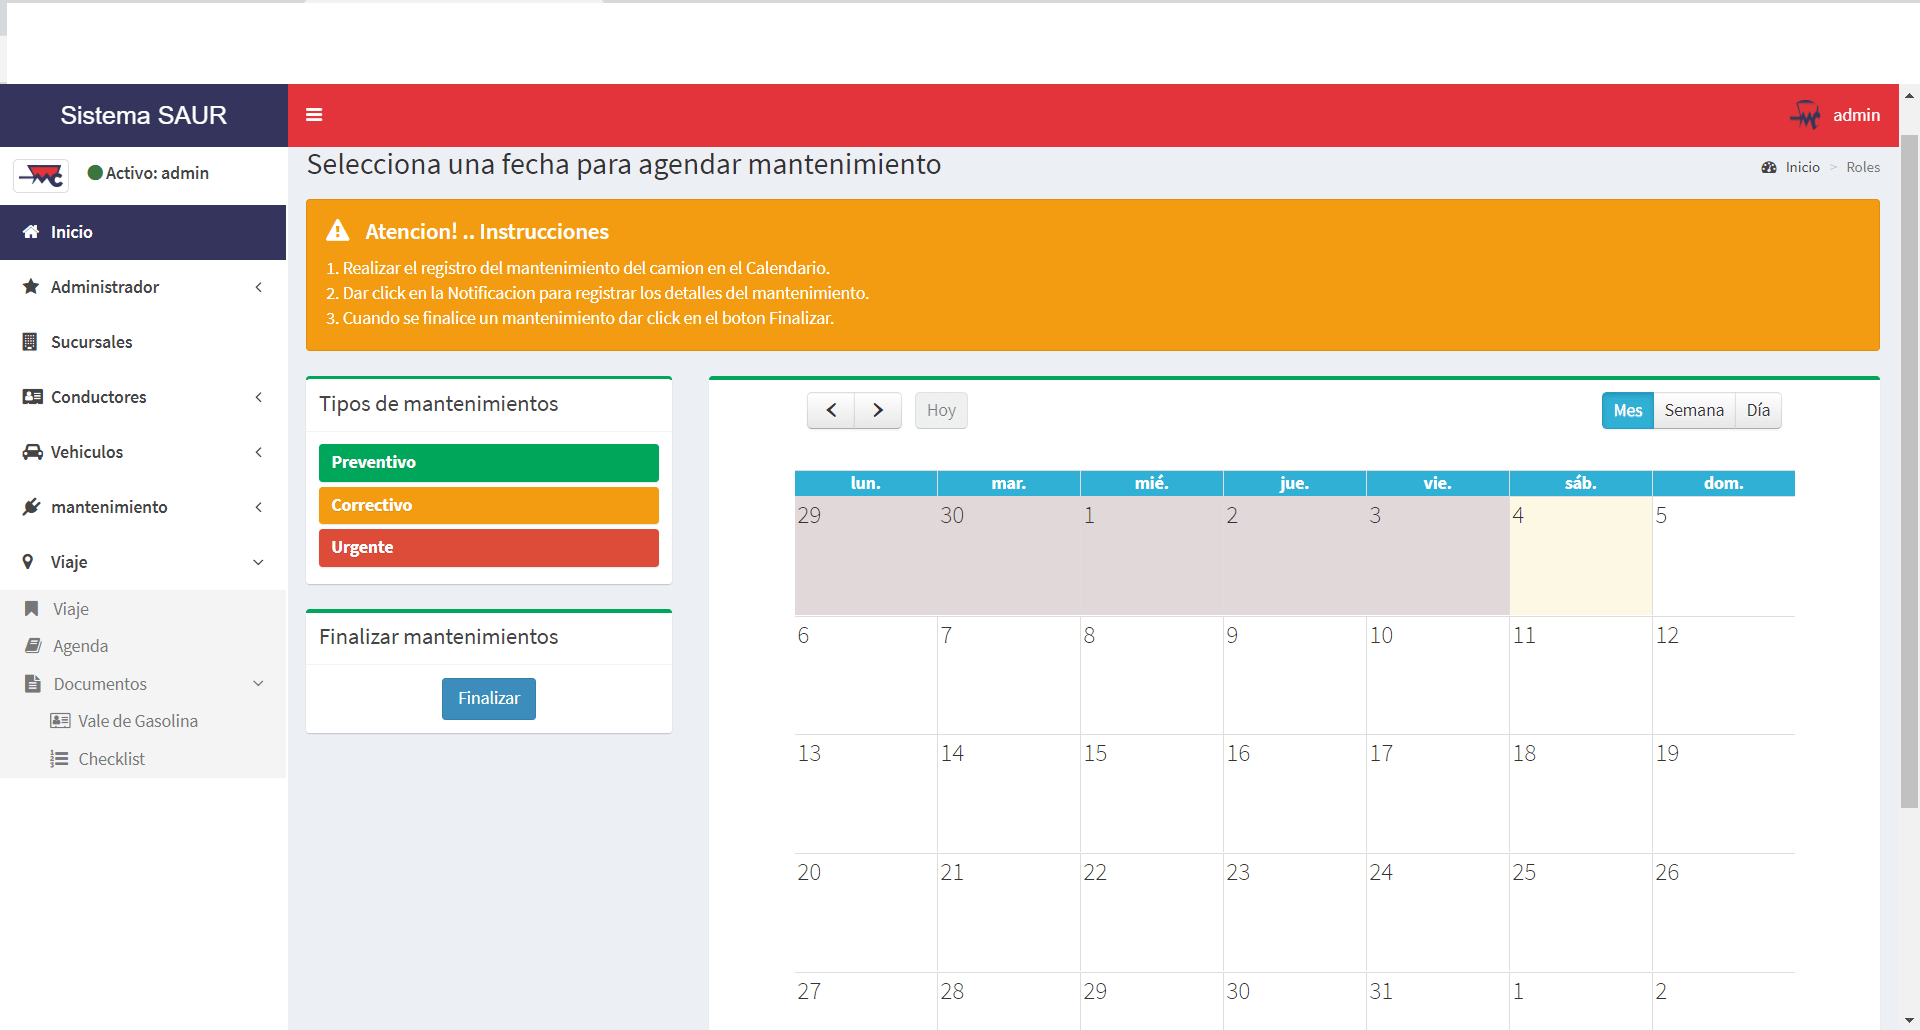 Sistema SAUR
admin
Activo: admin
Selecciona una fecha para agendar mantenimiento
Inicio > Roles
Inicio
Administrador
Sucursales
Conductores
Vehiculos
mantenimiento
Viaje
Viaje
Agenda
Documentos
Vale de Gasolina
Checklist
Atencion! .. Instrucciones
1. Realizar el registro del mantenimiento del camion en el Calendario.
2. Dar click en la Notificacion para registrar los detalles del mantenimiento.
3. Cuando se finalice un mantenimiento dar click en el boton Finalizar.
Tipos de mantenimientos
Preventivo
Correctivo
Urgente
Finalizar mantenimientos
Finalizar
Hoy
Mes Semana Día
lun. mar. mié. jue. vie. sáb. dom.
29 30 1 2 3 4 5
6 7 8 9 10 11 12
13 14 15 16 17 18 19
20 21 22 23 24 25 26
27 28 29 30 31 1 2